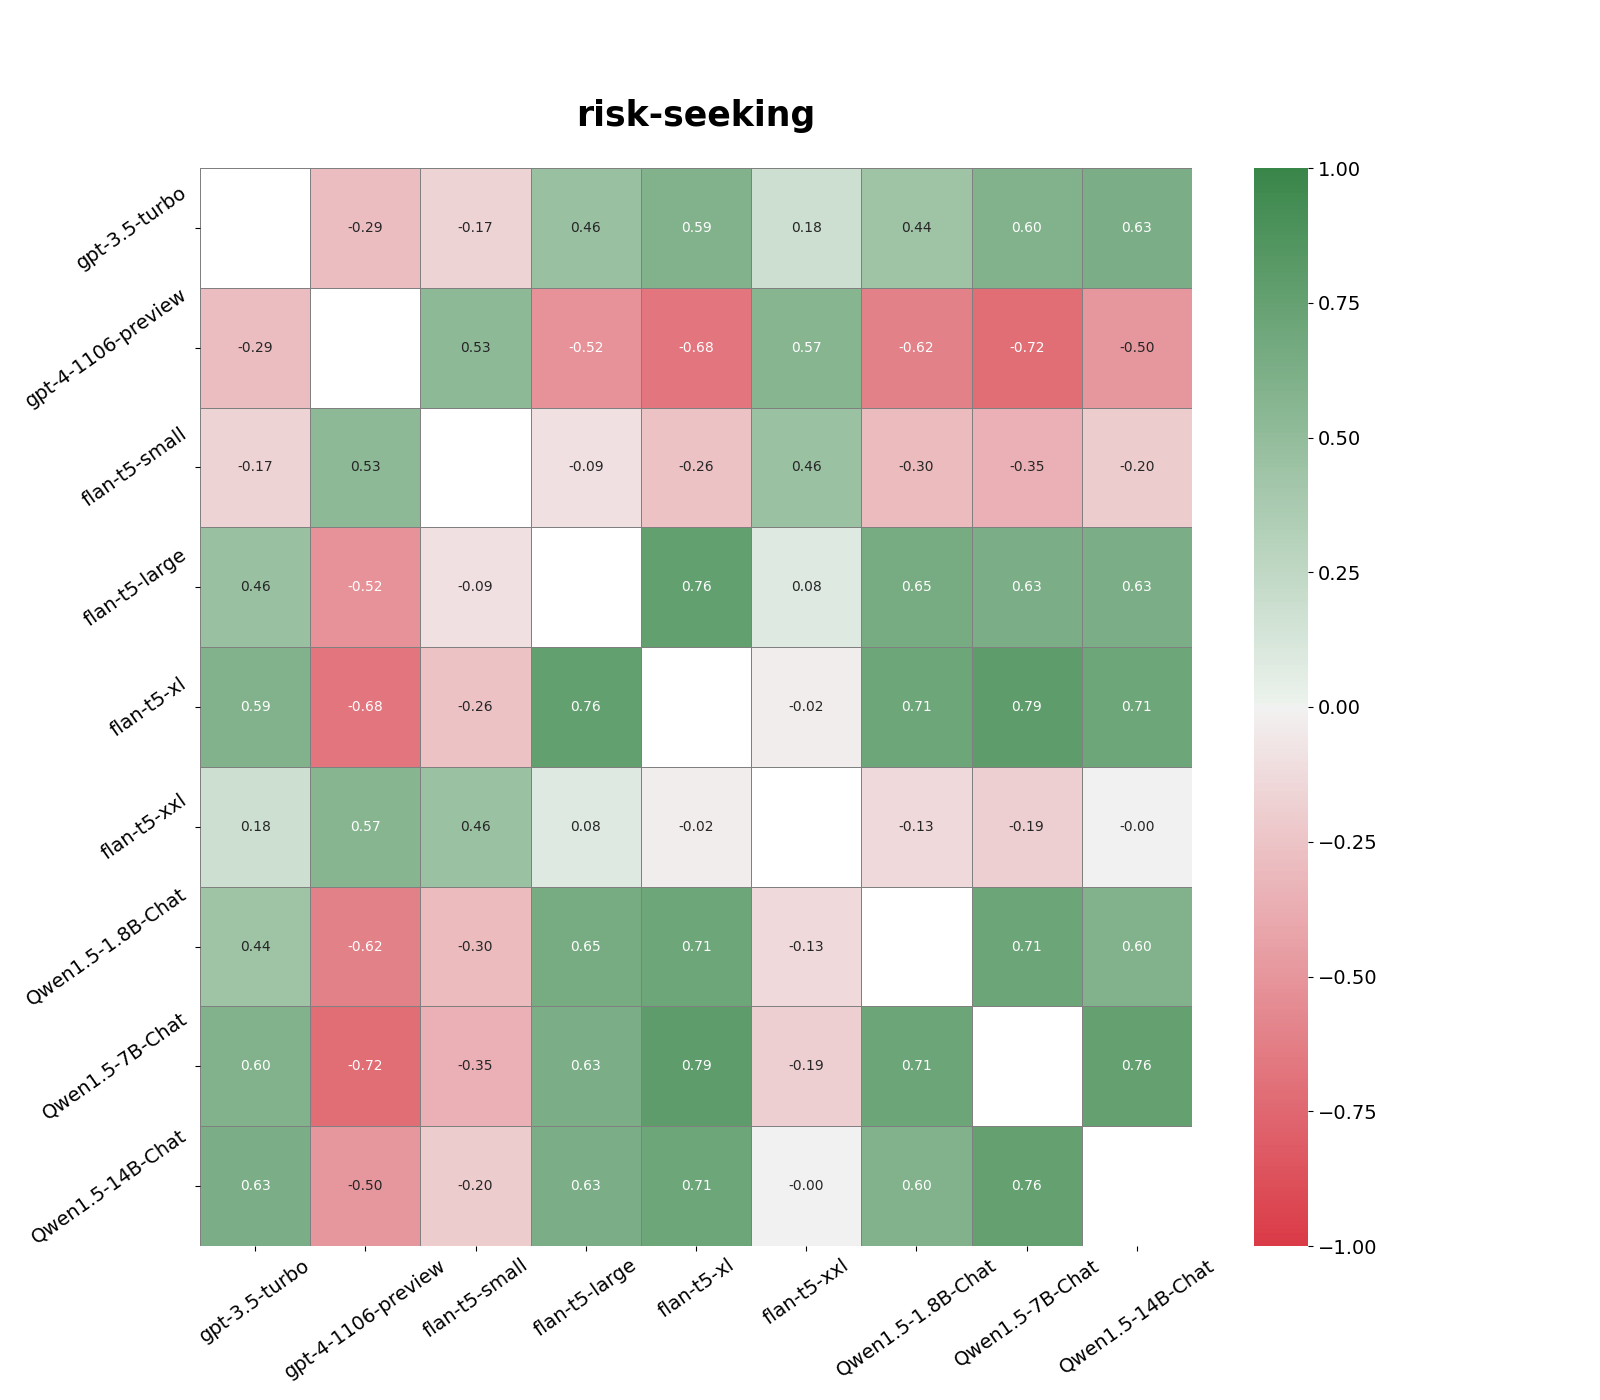 risk-seeking
gpt-3.5-turbo -0.29 -0.17 0.46 0.59 0.18 0.44 0.60 0.63
gpt-4-1106-preview -0.29 0.53 -0.52 -0.68 0.57 -0.62 -0.72 -0.50
flan-t5-small -0.17 0.53 -0.09 -0.26 0.46 -0.30 -0.35 -0.20
flan-t5-large 0.46 -0.52 -0.09 0.76 0.08 0.65 0.63 0.63
flan-t5-xl 0.59 -0.68 -0.26 0.76 -0.02 0.71 0.79 0.71
flan-t5-xxl 0.18 0.57 0.46 0.08 -0.02 -0.13 -0.19 -0.00
Qwen1.5-1.8B-Chat 0.44 -0.62 -0.30 0.65 0.71 -0.13 0.71 0.60
Qwen1.5-7B-Chat 0.60 -0.72 -0.35 0.63 0.79 -0.19 0.71 0.76
Qwen1.5-14B-Chat 0.63 -0.50 -0.20 0.63 0.71 -0.00 0.60 0.76
gpt-3.5-turbo gpt-4-1106-preview flan-t5-small flan-t5-large flan-t5-xl flan-t5-xxl Qwen1.5-1.8B-Chat Qwen1.5-7B-Chat Qwen1.5-14B-Chat
1.00
0.75
0.50
0.25
0.00
−0.25
−0.50
−0.75
−1.00